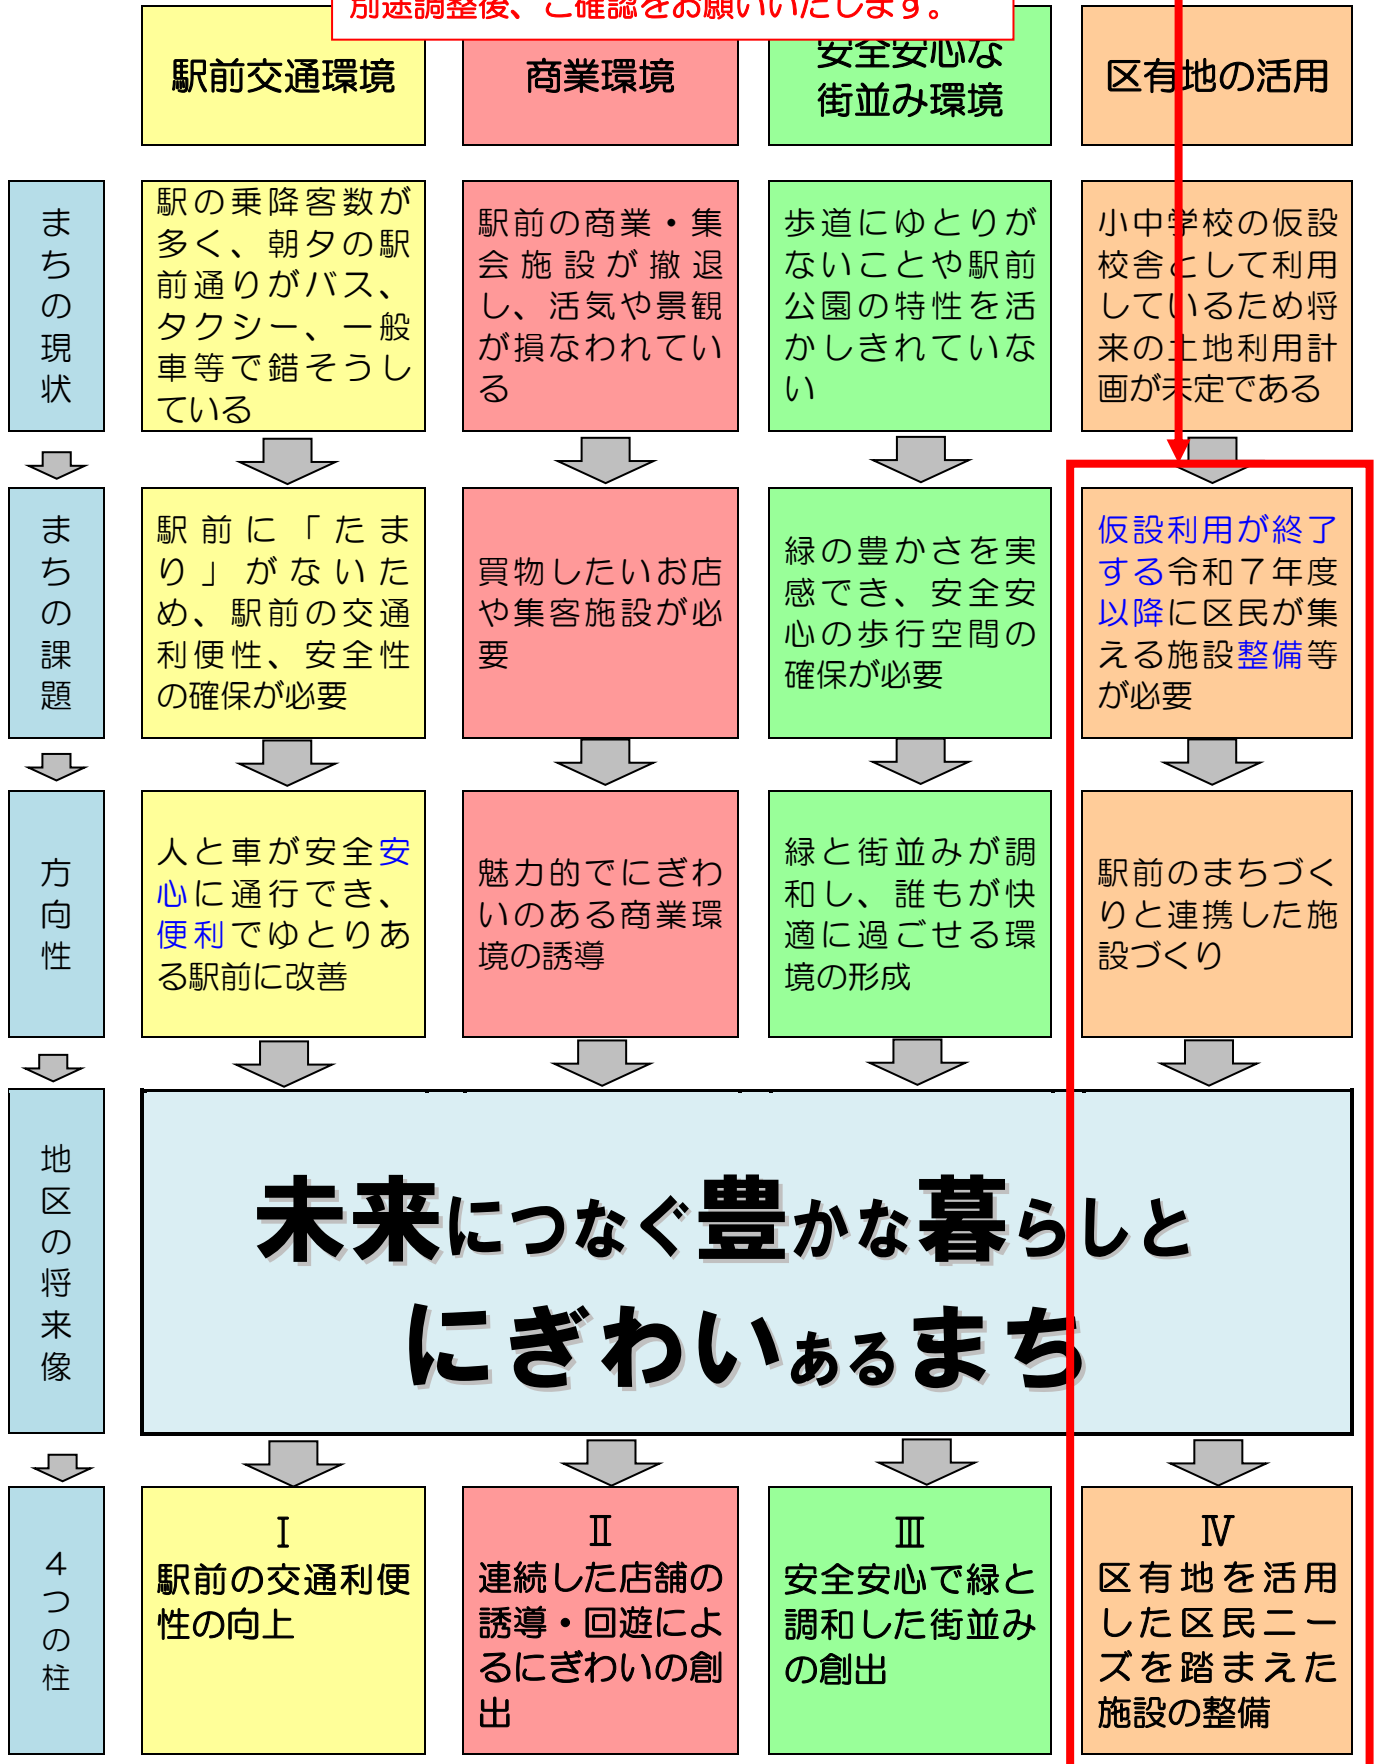 別途調整後、ご確認をお願いいたします。
駅前交通環境
商業環境
安全安心な
街並み環境
区有地の活用
まちの現状
駅の乗降客数が
多く、朝夕の駅
前通りがバス、
タクシー、一般
車等で錯そうし
ている
駅前の商業・集
会施設が撤退
し、活気や景観
が損なわれてい
る
歩道にゆとりが
ないことや駅前
公園の特性を活
かしきれていな
い
小中学校の仮設
校舎として利用
しているため将
来の土地利用計
画が未定である
まちの課題
駅前に「たま
り」がないた
め、駅前の交通
利便性、安全性
の確保が必要
買物したいお店
や集客施設が必
要
緑の豊かさを実
感でき、安全安
心の歩行空間の
確保が必要
仮設利用が終了
する令和７年度
以降に区民が集
える施設整備等
が必要
方向性
人と車が安全安
心に通行でき、
便利でゆとりあ
る駅前に改善
魅力的でにぎわ
いのある商業環
境の誘導
緑と街並みが調
和し、誰もが快
適に過ごせる環
境の形成
駅前のまちづく
りと連携した施
設づくり
地区の将来像
未来につなぐ豊かな暮らしと
にぎわいあるまち
４つの柱
Ⅰ
駅前の交通利便
性の向上
Ⅱ
連続した店舗の
誘導・回遊によ
るにぎわいの創
出
Ⅲ
安全安心で緑と
調和した街並み
の創出
Ⅳ
区有地を活用
した区民ニー
ズを踏まえた
施設の整備